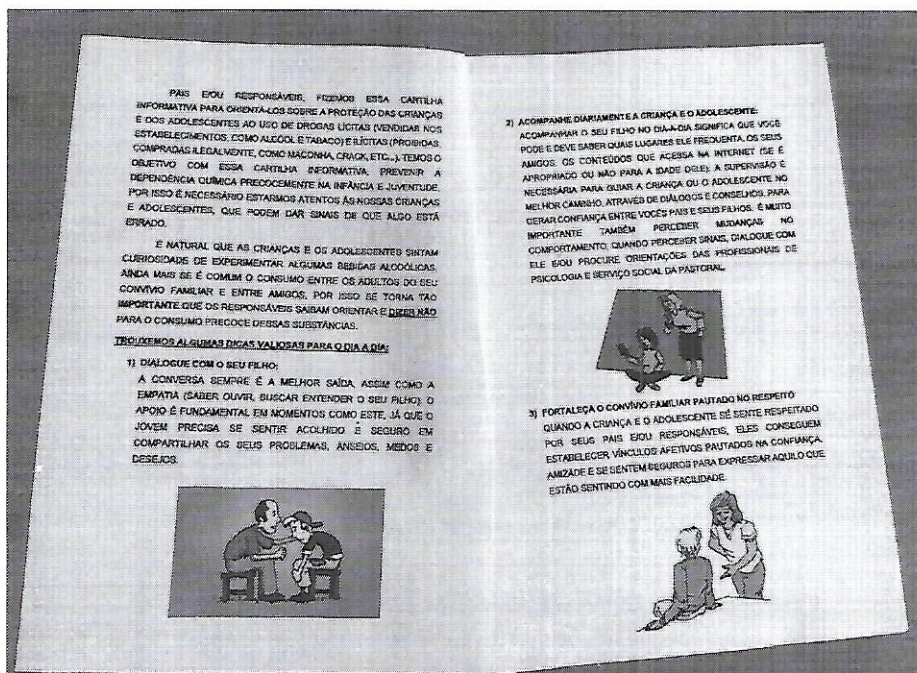 PAIS E/OU RESPONSÁVEIS, FIZEMOS ESSA CARTILHA
INFORMATIVA PARA ORIENTA-LOS SOBRE A PROTEÇÃO DAS CRIANÇAS
E DOS ADOLESCENTES AO USO DE DROGAS LÍCITAS (VENDIDAS NOS
ESTABELECIMENTOS, COMO ALCOOL E TABACO) E ILÍCITAS (PROIBIDAS,
COMPRADAS ILEGALMENTE, COMO MACONHA, CRACK, ETC...). TEMOS O
OBJETIVO COM ESSA CARTILHA INFORMATIVA, PREVENIR A
DEPENDÊNCIA QUÍMICA PRECOCEMENTE NA INFÂNCIA E JUVENTUDE,
POR ISSO É NECESSÁRIO ESTARMOS ATENTOS ÀS NOSSAS CRIANÇAS
E ADOLESCENTES, QUE PODEM DAR SINAIS DE QUE ALGO ESTÁ
ERRADO.
É NATURAL QUE AS CRIANÇAS E OS ADOLESCENTES SINTAM
CURIOSIDADE DE EXPERIMENTAR ALGUMAS BEBIDAS ALCOÓLICAS,
AINDA MAIS SE É COMUM O CONSUMO ENTRE OS ADULTOS DO SEU
CONVÍVIO FAMILIAR E ENTRE AMIGOS, POR ISSO SE TORNA TÃO
IMPORTANTE QUE OS RESPONSÁVEIS SAIBAM ORIENTAR E DIZER NÃO
PARA O CONSUMO PRECOCE DESSAS SUBSTÂNCIAS.
TROUXEMOS ALGUMAS DICAS VALIOSAS PARA O DIA A DIA:
1) DIALOGUE COM O SEU FILHO:
A CONVERSA SEMPRE É A MELHOR SAÍDA, ASSIM COMO A
EMPATIA (SABER OUVIR, BUSCAR ENTENDER O SEU FILHO). O
APOIO É FUNDAMENTAL EM MOMENTOS COMO ESTE, JÁ QUE O
JOVEM PRECISA SE SENTIR ACOLHIDO E SEGURO EM
COMPARTILHAR OS SEUS PROBLEMAS, ANSEIOS, MEDOS E
DESEJOS.
2) ACOMPANHE DIARIAMENTE A CRIANÇA E O ADOLESCENTE:
ACOMPANHAR O SEU FILHO NO DIA-A-DIA SIGNIFICA QUE VOCÊ
PODE E DEVE SABER QUAIS LUGARES ELE FREQUENTA, OS SEUS
AMIGOS, OS CONTEÚDOS QUE ACESSA NA INTERNET (SE É
APROPRIADO OU NÃO PARA A IDADE DELE). A SUPERVISÃO É
NECESSÁRIA PARA GUIAR A CRIANÇA OU O ADOLESCENTE NO
MELHOR CAMINHO, ATRAVÉS DE DIÁLOGOS E CONSELHOS, PARA
GERAR CONFIANÇA ENTRE VOCÊS PAIS E SEUS FILHOS. É MUITO
IMPORTANTE TAMBÉM PERCEBER MUDANÇAS NO
COMPORTAMENTO, QUANDO PERCEBER SINAIS, DIALOGUE COM
ELE E/OU PROCURE ORIENTAÇÕES DAS PROFISSIONAIS DE
PSICOLOGIA E SERVIÇO SOCIAL DA PASTORAL.
3) FORTALEÇA O CONVÍVIO FAMILIAR PAUTADO NO RESPEITO
QUANDO A CRIANÇA E O ADOLESCENTE SE SENTE RESPEITADO
POR SEUS PAIS E/OU RESPONSÁVEIS, ELES CONSEGUEM
ESTABELECER, VÍNCULOS AFETIVOS PAUTADOS NA CONFIANÇA,
AMIZADE E SE SENTEM SEGUROS PARA EXPRESSAR AQUILO QUE
ESTÃO SENTINDO COM MAIS FACILIDADE.